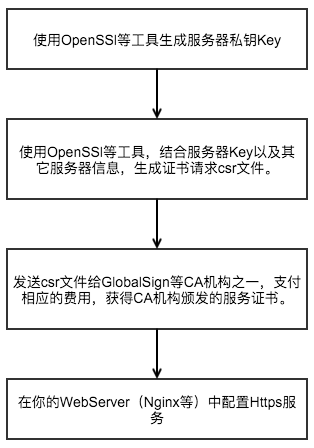 使用OpenSSl等工具生成服务器私钥Key
使用OpenSSl等工具，结合服务器Key以及其
它服务器信息，生成证书请求csr文件。
发送csr文件给GlobalSign等CA机构之一，支付
相应的费用，获得CA机构颁发的服务证书。
在你的WebServer（Nginx等）中配置Https服
务